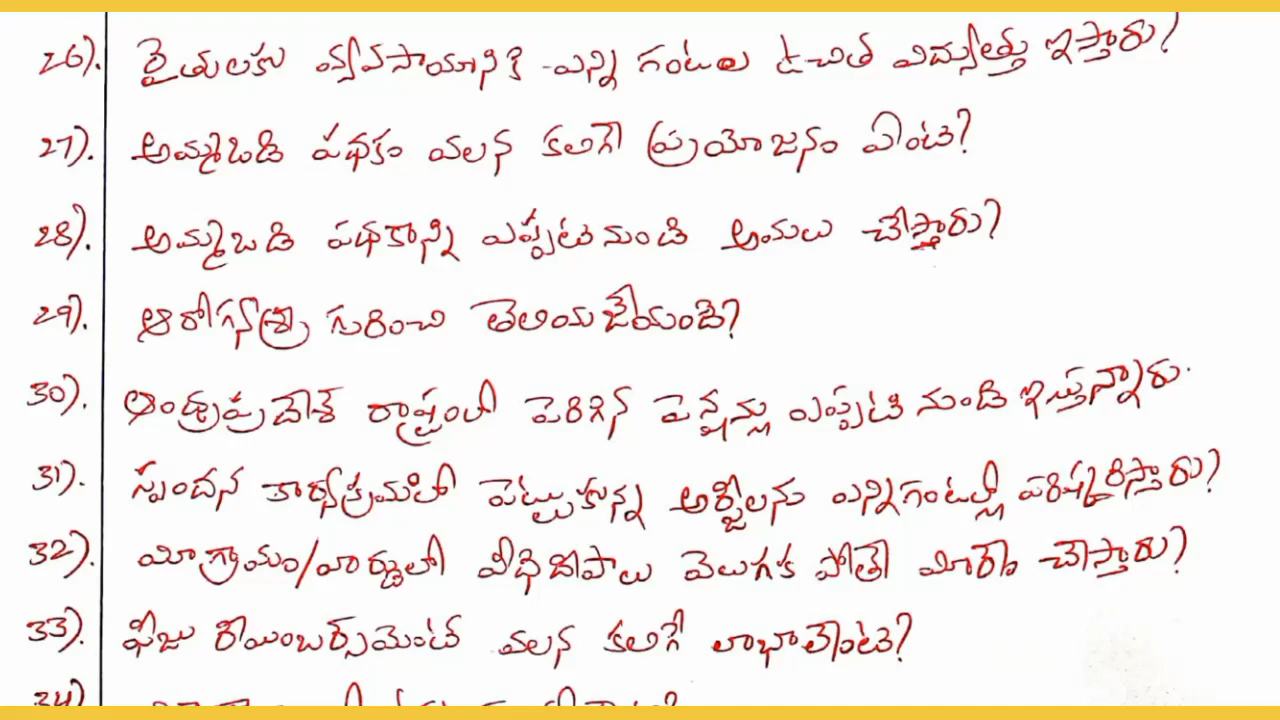 26). రైతులకు వ్యవసాయానికి ఎన్ని గంటలు ఉచిత విద్యుత్తు ఇస్తారు?
27). అమ్మఒడి పథకం వలన కలిగే ప్రయోజనం ఏంటి?
28). అమ్మఒడి పథకాన్ని ఎప్పటినుండి అమలు చేస్తారు?
29). ఆరోగ్యశ్రీ గురించి తెలియజేయండి?
30). ఆంధ్రప్రదేశ్ రాష్ట్రంలో పెరిగిన పెన్షన్లు ఎప్పటి నుండి ఇస్తున్నారు.
31). స్పందన కార్యక్రమంలో పెట్టుకున్న అర్జీలను ఎన్నిగంటల్లో పరిష్కరిస్తారు?
32). మీ గ్రామం/వార్డులో వీధిదీపాలు వెలుగక పోతే మీరేం చేస్తారు?
33). ఫీజు రీయింబర్స్‌మెంట్ వలన కలిగే లాభాలేంటి?
34)